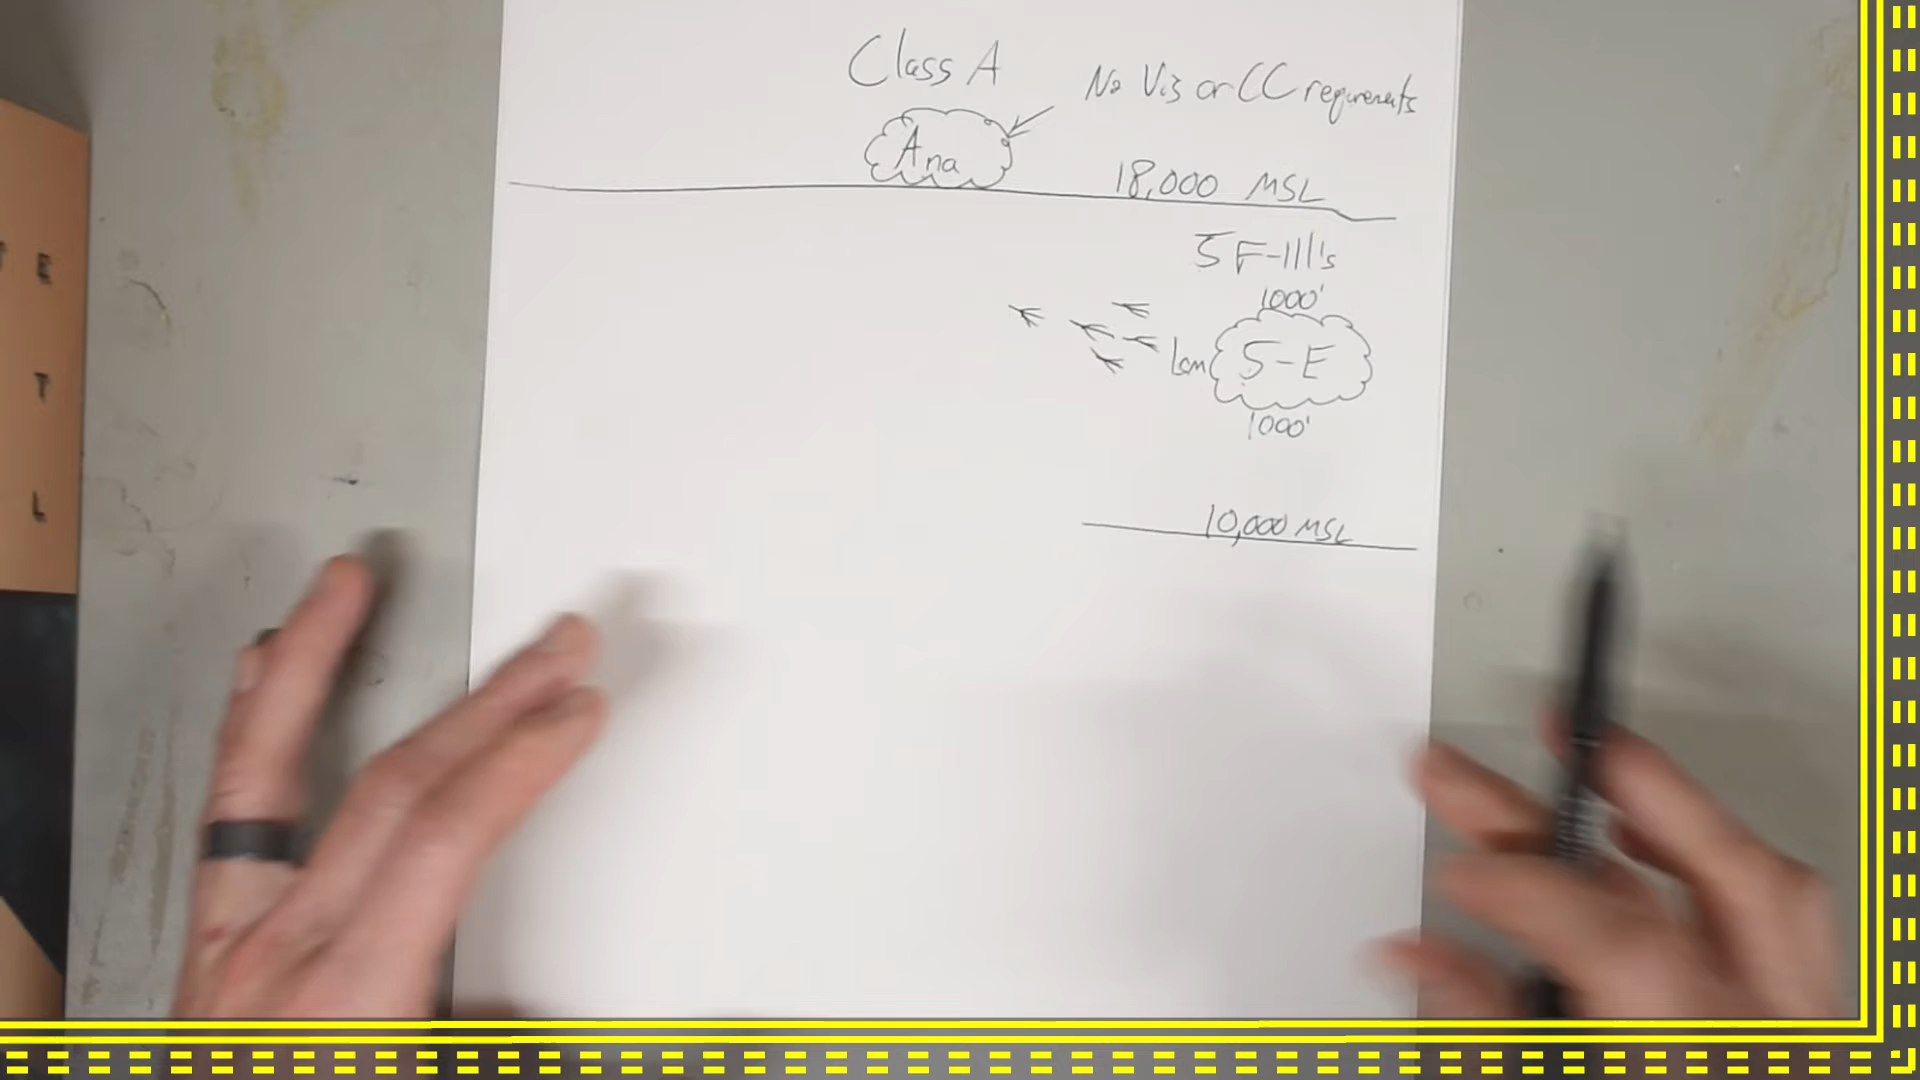 Class A
No Vis or CC requirements
Ana
18,000 MSL
5 F-111's
1000'
1sm
5-E
1000'
10,000 MSL
E
T
L